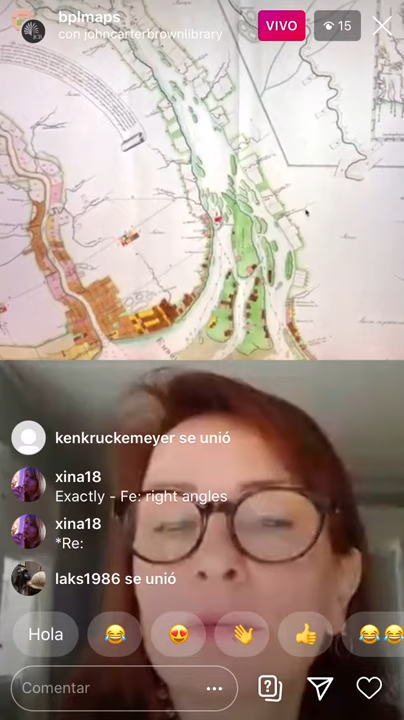 bplmaps
con johncarterbrownlibrary
VIVO
15
kenkruckemeyer se unió
xina18
Exactly - Fe: right angles
xina18
*Re:
laks1986 se unió
Hola
Comentar